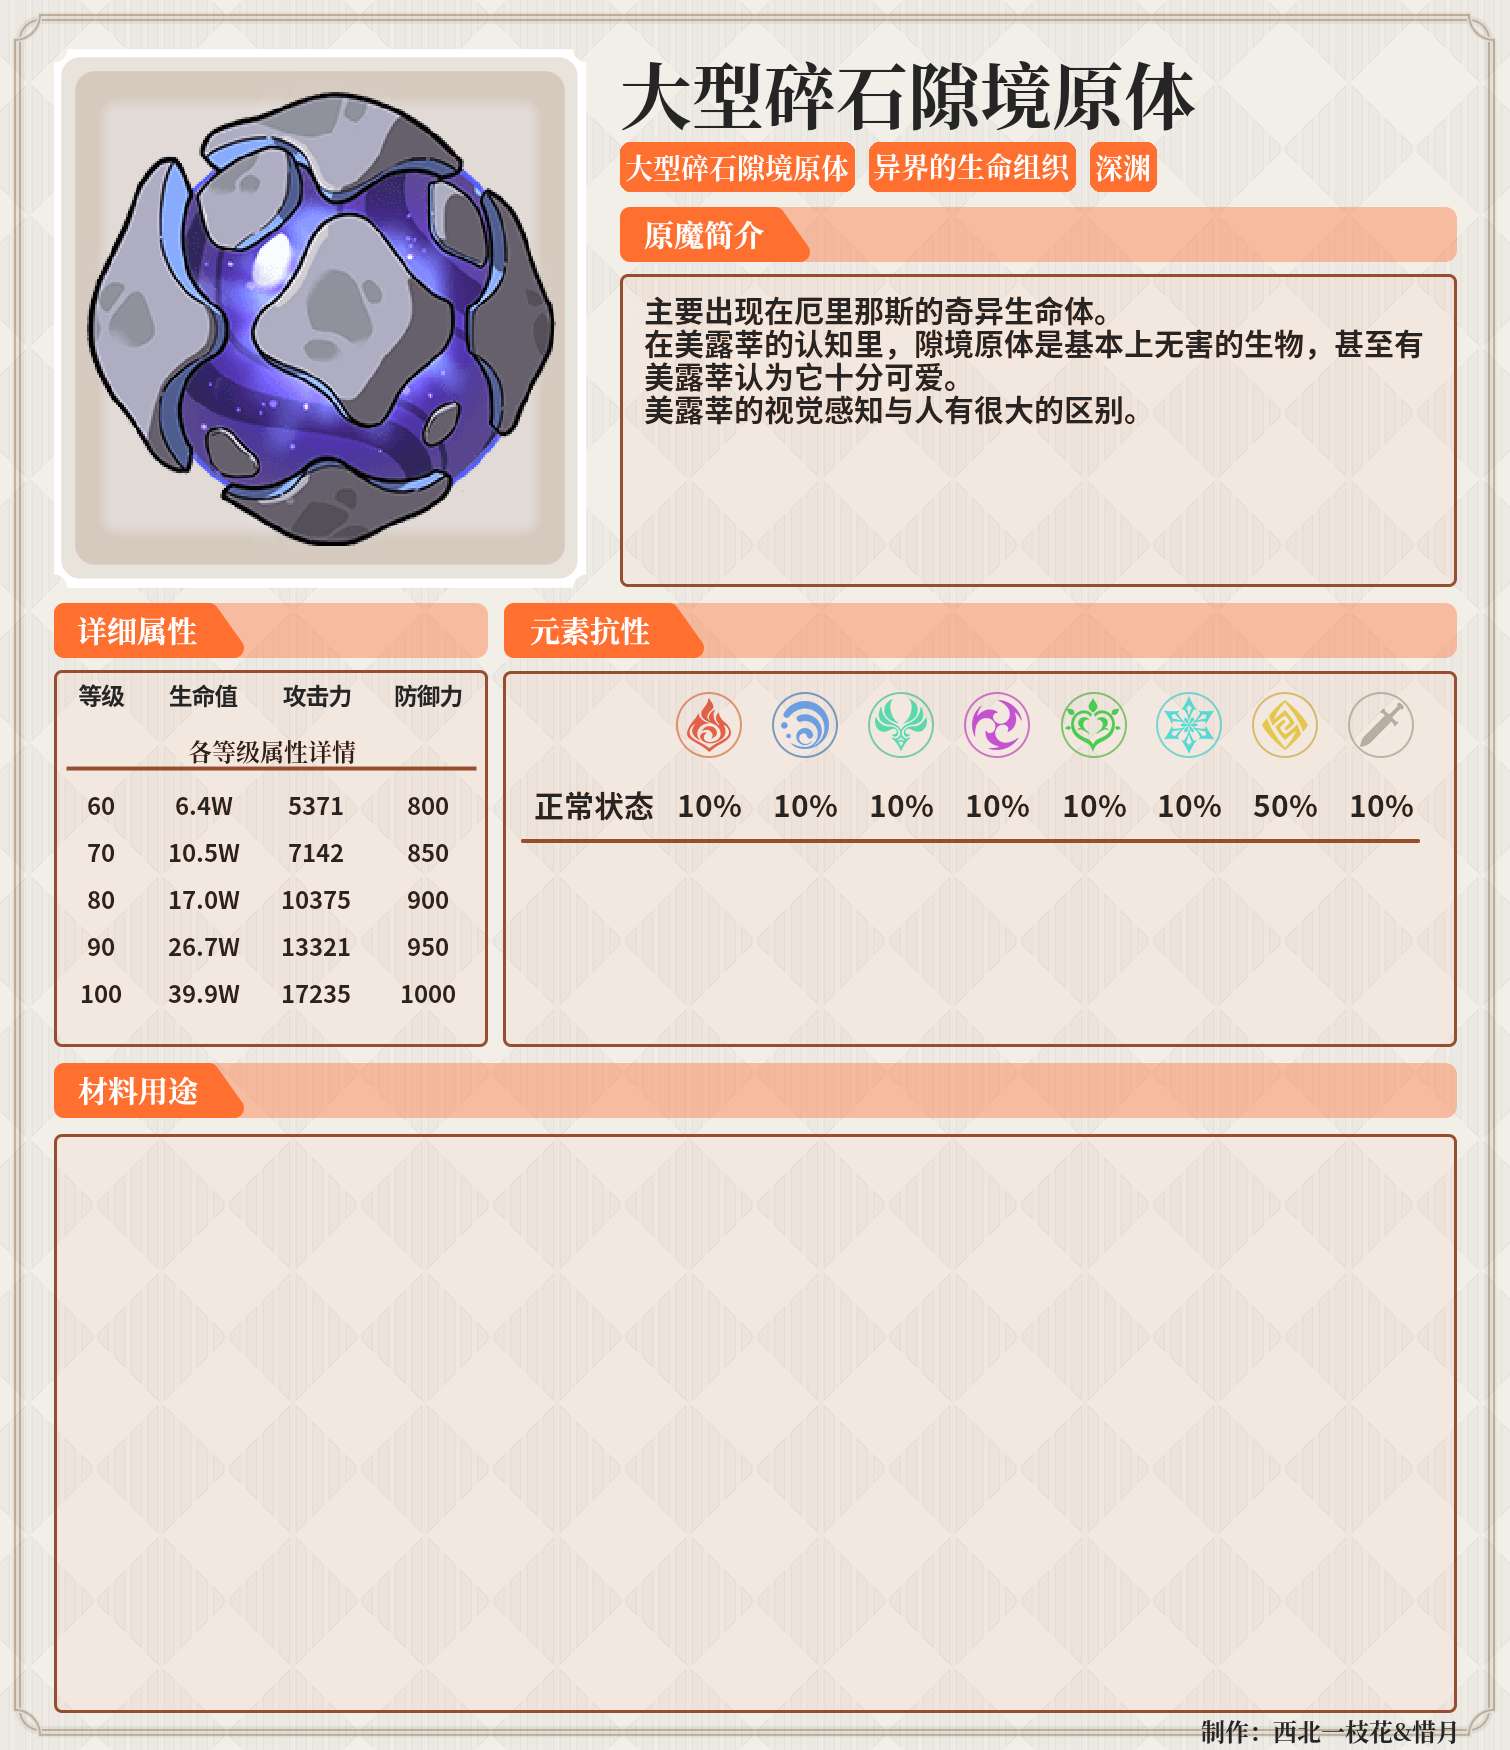 大型碎石隙境原体
大型碎石隙境原体 异界的生命组织 深渊
原魔简介
主要出现在厄里那斯的奇异生命体。
在美露莘的认知里，隙境原体是基本上无害的生物，甚至有
美露莘认为它十分可爱。
美露莘的视觉感知与人有很大的区别。
详细属性
等级 生命值 攻击力 防御力
各等级属性详情
60 6.4W 5371 800
70 10.5W 7142 850
80 17.0W 10375 900
90 26.7W 13321 950
100 39.9W 17235 1000
元素抗性
正常状态 10% 10% 10% 10% 10% 10% 50% 10%
材料用途
制作：西北一枝花&惜月